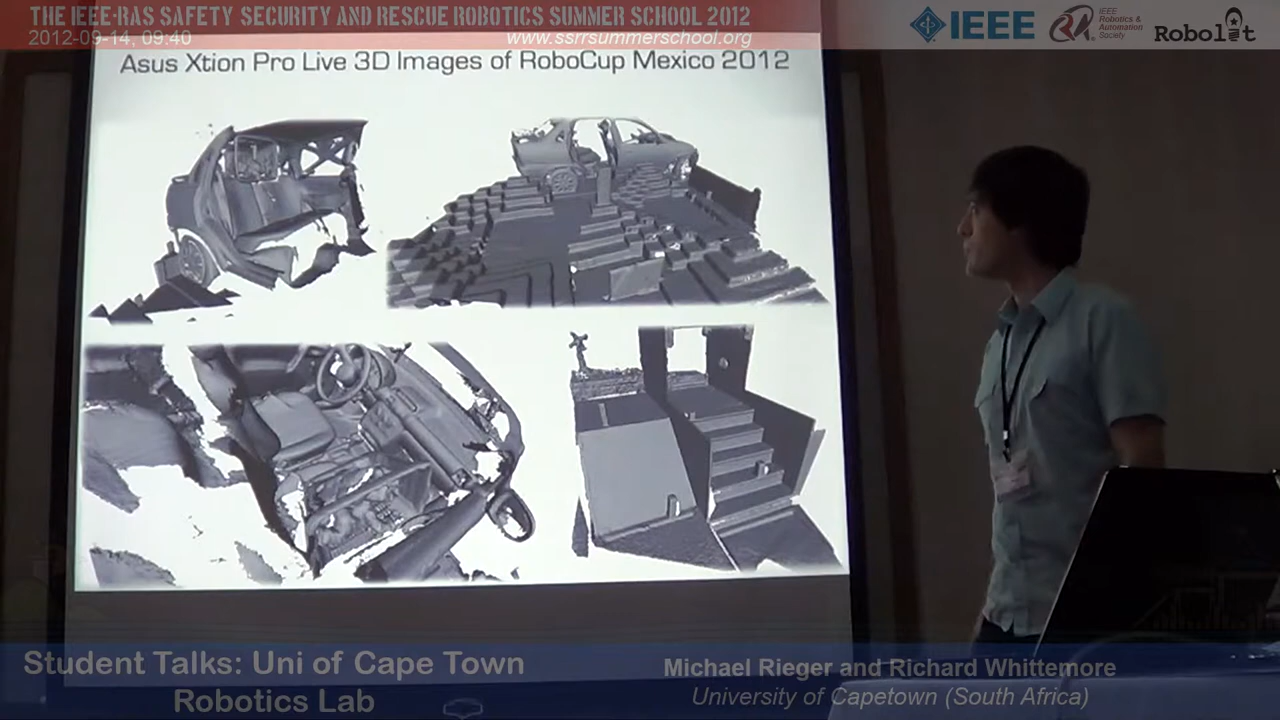 THE IEEE-RAS SAFETY SECURITY AND RESCUE ROBOTICS SUMMER SCHOOL 2012
2012-09-14, 09:40
www.ssrrsummerschool.org
IEEE
IEEE
Robotics &
Automation
Society
Robolit
Asus Xtion Pro Live 3D Images of RoboCup Mexico 2012
Student Talks: Uni of Cape Town
Robotics Lab
Michael Rieger and Richard Whittemore
University of Capetown (South Africa)